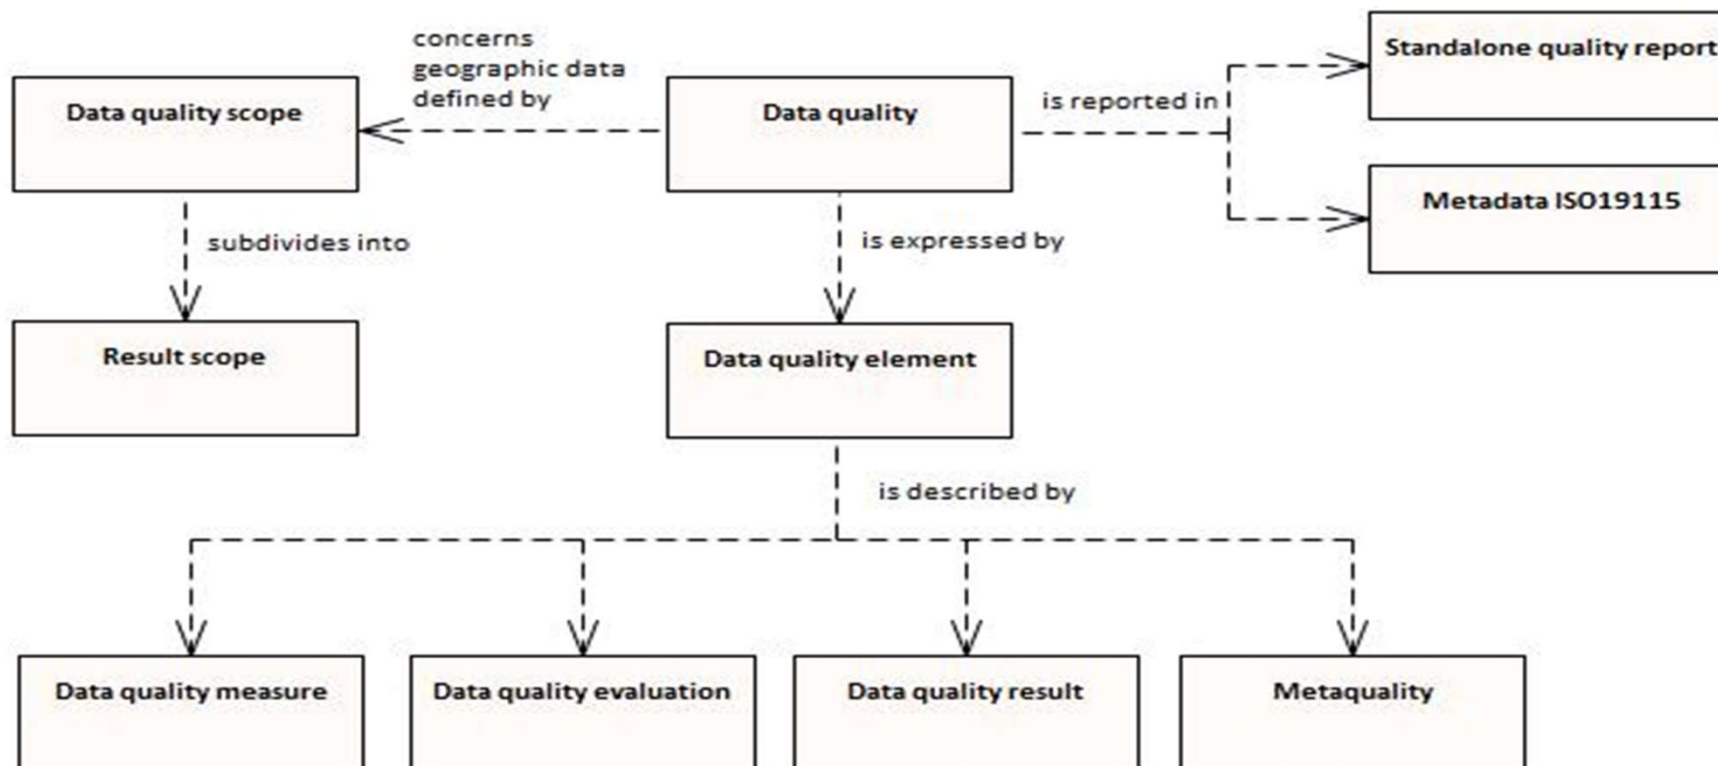 concerns
geographic data
defined by
Standalone quality report
Data quality scope
Data quality
is reported in
Metadata ISO19115
subdivides into
is expressed by
Result scope
Data quality element
is described by
Data quality measure
Data quality evaluation
Data quality result
Metaquality